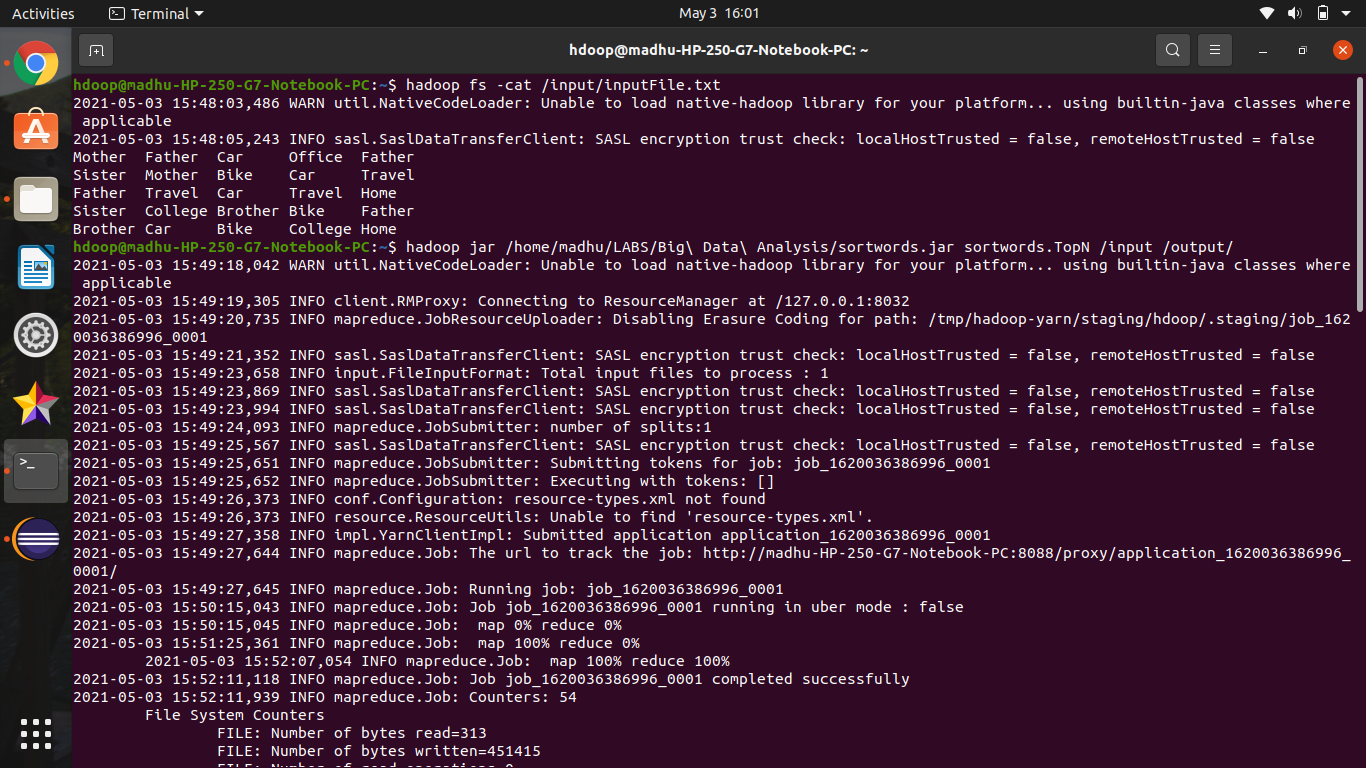 Activities Terminal May 3 16:01
hdoop@madhu-HP-250-G7-Notebook-PC: ~
hdoop@madhu-HP-250-G7-Notebook-PC:~$ hadoop fs -cat /input/inputFile.txt
2021-05-03 15:48:03,486 WARN util.NativeCodeLoader: Unable to load native-hadoop library for your platform... using builtin-java classes where
 applicable
2021-05-03 15:48:05,243 INFO sasl.SaslDataTransferClient: SASL encryption trust check: localHostTrusted = false, remoteHostTrusted = false
Mother  Father  Car     Office  Father
Sister  Mother  Bike    Car     Travel
Father  Travel  Car     Travel  Home
Sister  College Brother Bike    Father
Brother Car     Bike    College Home
hdoop@madhu-HP-250-G7-Notebook-PC:~$ hadoop jar /home/madhu/LABS/Big\ Data\ Analysis/sortwords.jar sortwords.TopN /input /output/
2021-05-03 15:49:18,042 WARN util.NativeCodeLoader: Unable to load native-hadoop library for your platform... using builtin-java classes where
 applicable
2021-05-03 15:49:19,305 INFO client.RMProxy: Connecting to ResourceManager at /127.0.0.1:8032
2021-05-03 15:49:20,735 INFO mapreduce.JobResourceUploader: Disabling Erasure Coding for path: /tmp/hadoop-yarn/staging/hdoop/.staging/job_162
0036386996_0001
2021-05-03 15:49:21,352 INFO sasl.SaslDataTransferClient: SASL encryption trust check: localHostTrusted = false, remoteHostTrusted = false
2021-05-03 15:49:23,658 INFO input.FileInputFormat: Total input files to process : 1
2021-05-03 15:49:23,869 INFO sasl.SaslDataTransferClient: SASL encryption trust check: localHostTrusted = false, remoteHostTrusted = false
2021-05-03 15:49:23,994 INFO sasl.SaslDataTransferClient: SASL encryption trust check: localHostTrusted = false, remoteHostTrusted = false
2021-05-03 15:49:24,093 INFO mapreduce.JobSubmitter: number of splits:1
2021-05-03 15:49:25,567 INFO sasl.SaslDataTransferClient: SASL encryption trust check: localHostTrusted = false, remoteHostTrusted = false
2021-05-03 15:49:25,651 INFO mapreduce.JobSubmitter: Submitting tokens for job: job_1620036386996_0001
2021-05-03 15:49:25,652 INFO mapreduce.JobSubmitter: Executing with tokens: []
2021-05-03 15:49:26,373 INFO conf.Configuration: resource-types.xml not found
2021-05-03 15:49:26,373 INFO resource.ResourceUtils: Unable to find 'resource-types.xml'.
2021-05-03 15:49:27,358 INFO impl.YarnClientImpl: Submitted application application_1620036386996_0001
2021-05-03 15:49:27,644 INFO mapreduce.Job: The url to track the job: http://madhu-HP-250-G7-Notebook-PC:8088/proxy/application_1620036386996_
0001/
2021-05-03 15:49:27,645 INFO mapreduce.Job: Running job: job_1620036386996_0001
2021-05-03 15:50:15,043 INFO mapreduce.Job: Job job_1620036386996_0001 running in uber mode : false
2021-05-03 15:50:15,045 INFO mapreduce.Job:  map 0% reduce 0%
2021-05-03 15:51:25,361 INFO mapreduce.Job:  map 100% reduce 0%
        2021-05-03 15:52:07,054 INFO mapreduce.Job:  map 100% reduce 100%
2021-05-03 15:52:11,118 INFO mapreduce.Job: Job job_1620036386996_0001 completed successfully
2021-05-03 15:52:11,939 INFO mapreduce.Job: Counters: 54
        File System Counters
                FILE: Number of bytes read=313
                FILE: Number of bytes written=451415
                FILE: Number of read operations=0